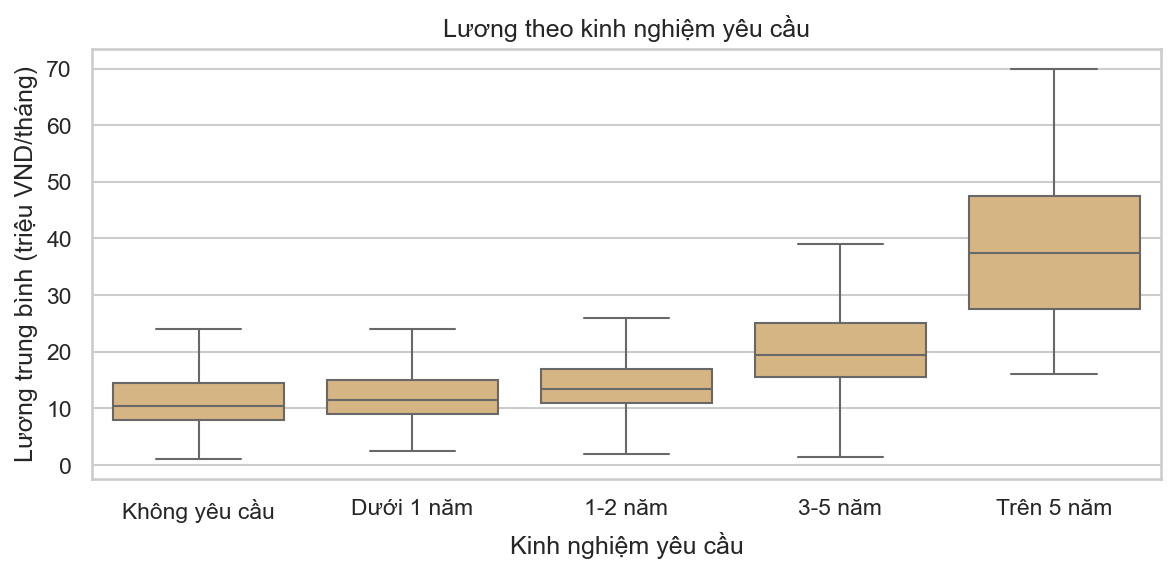 Lương theo kinh nghiệm yêu cầu
Lương trung bình (triệu VND/tháng)
70
60
50
40
30
20
10
0
Không yêu cầu Dưới 1 năm 1-2 năm 3-5 năm Trên 5 năm
Kinh nghiệm yêu cầu